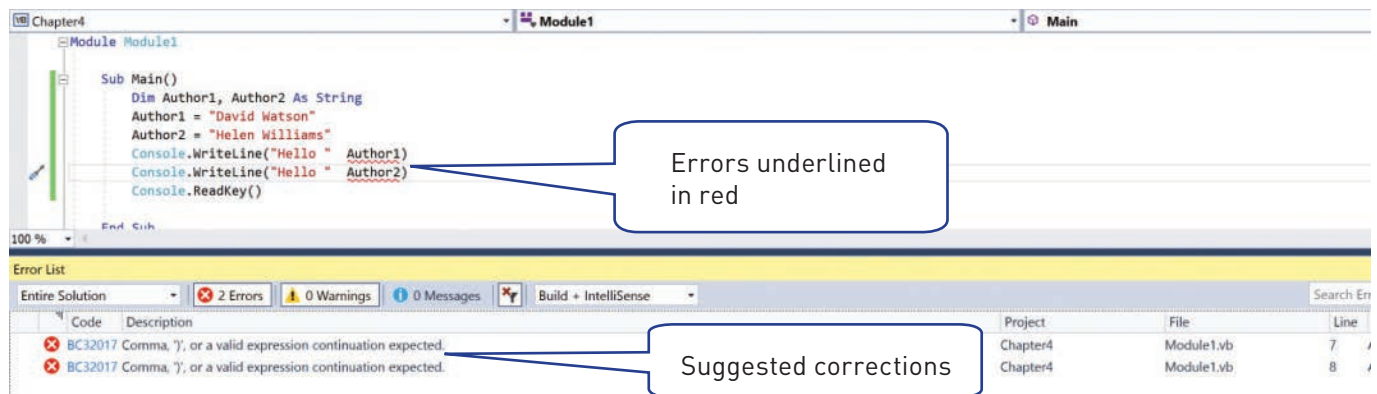 Chapter4 Module1 Main
Module Module1
Sub Main()
Dim Author1, Author2 As String
Author1 = "David Watson"
Author2 = "Helen Williams"
Console.WriteLine("Hello "  Author1)
Console.WriteLine("Hello "  Author2)
Console.ReadKey()
End Sub
Errors underlined
in red
100 %
Error List
Entire Solution 2 Errors 0 Warnings 0 Messages Build + IntelliSense Search
Code Description Project File Line
BC32017 Comma, ')', or a valid expression continuation expected. Chapter4 Module1.vb 7
BC32017 Comma, ')', or a valid expression continuation expected. Chapter4 Module1.vb 8
Suggested corrections